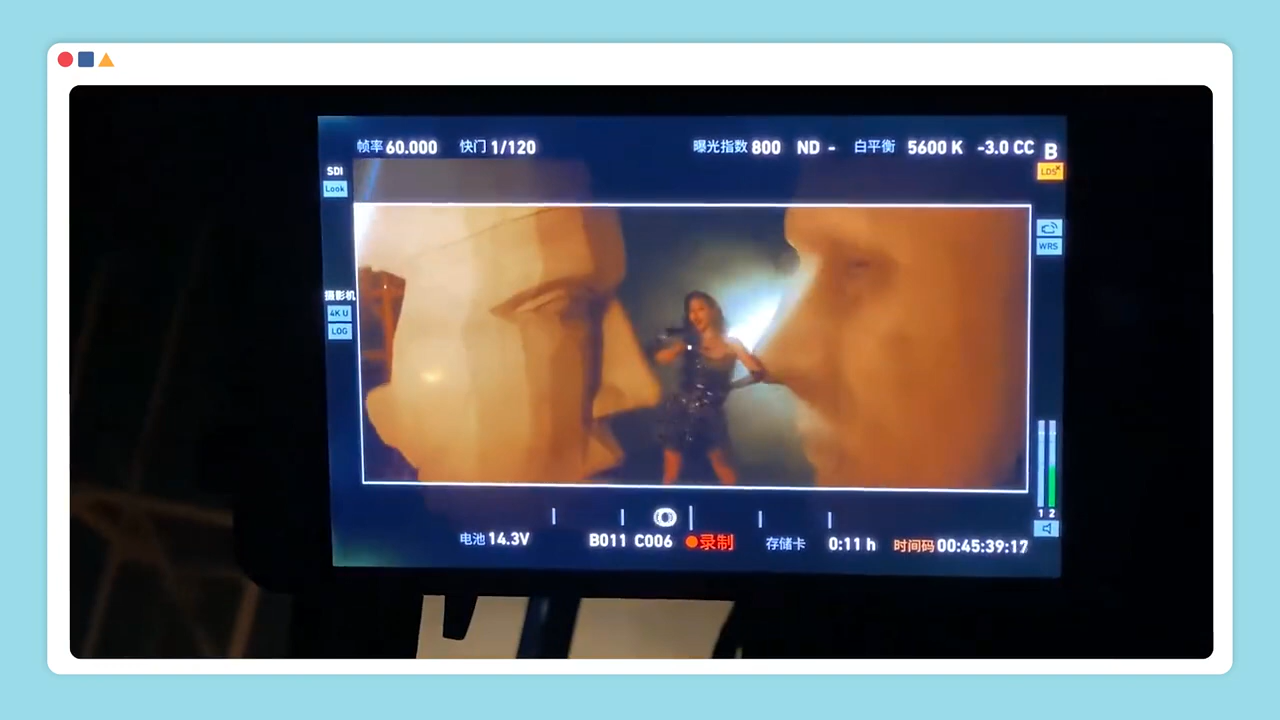 帧率 60.000 快门 1/120 曝光指数 800 ND - 白平衡 5600 K -3.0 CC B
SDI
Look
LDS
WRS
摄影机
4K U
LOG
1 2
电池 14.3V B011 C006 录制 存储卡 0:11 h 时间码 00:45:39:17